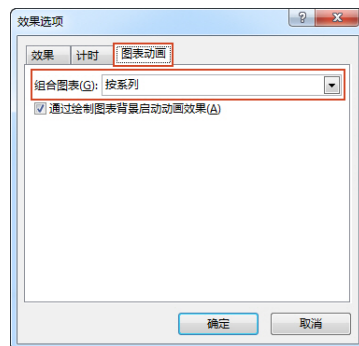 效果选项
效果 计时 图表动画
组合图表(G): 按系列
通过绘制图表背景启动动画效果(A)
确定 取消